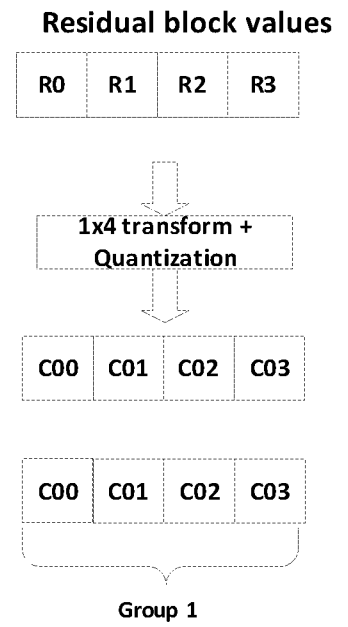 Residual block values
R0 R1 R2 R3
1x4 transform +
Quantization
C00 C01 C02 C03
C00 C01 C02 C03
Group 1